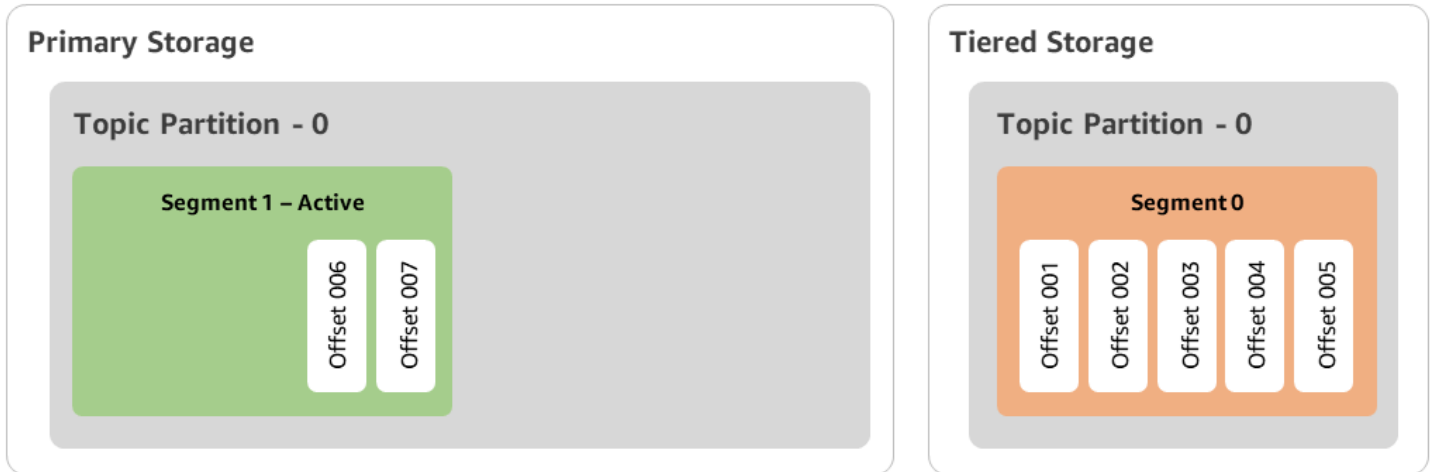 Primary Storage
Topic Partition - 0
Segment 1 – Active
Offset 006
Offset 007
Tiered Storage
Topic Partition - 0
Segment 0
Offset 001
Offset 002
Offset 003
Offset 004
Offset 005